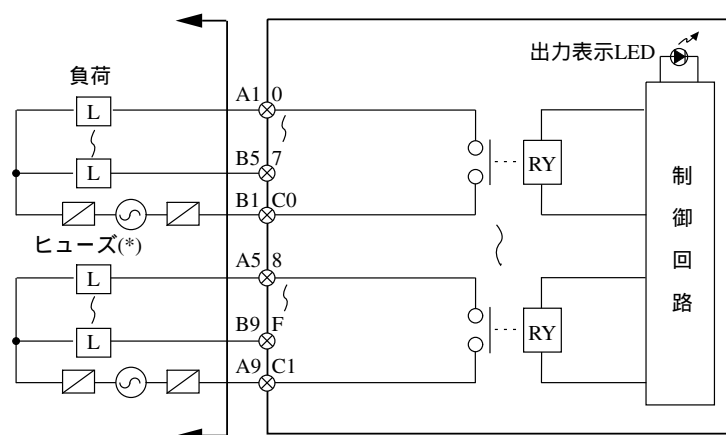 出力表示LED
負荷
L
A1 0
L
B5 7
RY
B1 C0
制御回路
ヒューズ(*)
L
A5 8
L
B9 F
RY
A9 C1